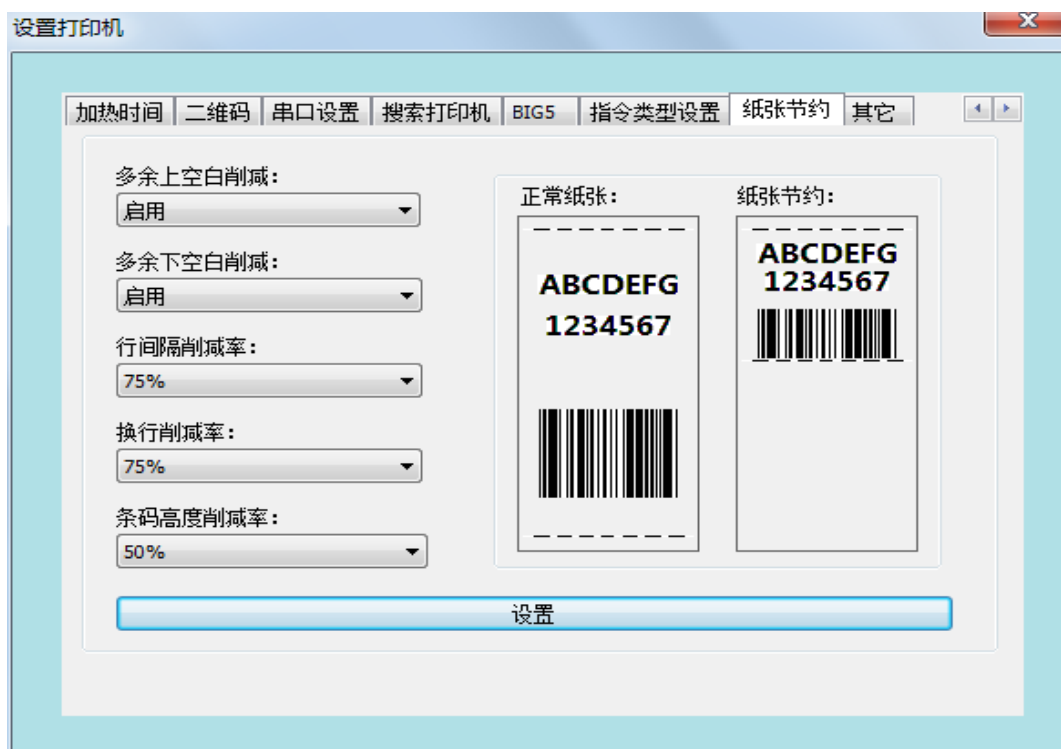 设置打印机
加热时间 二维码 串口设置 搜索打印机 BIG5 指令类型设置 纸张节约 其它
多余上空白削减：
启用
多余下空白削减：
启用
行间隔削减率：
75%
换行削减率：
75%
条码高度削减率：
50%
正常纸张：
ABCDEFG
1234567
纸张节约：
ABCDEFG
1234567
设置